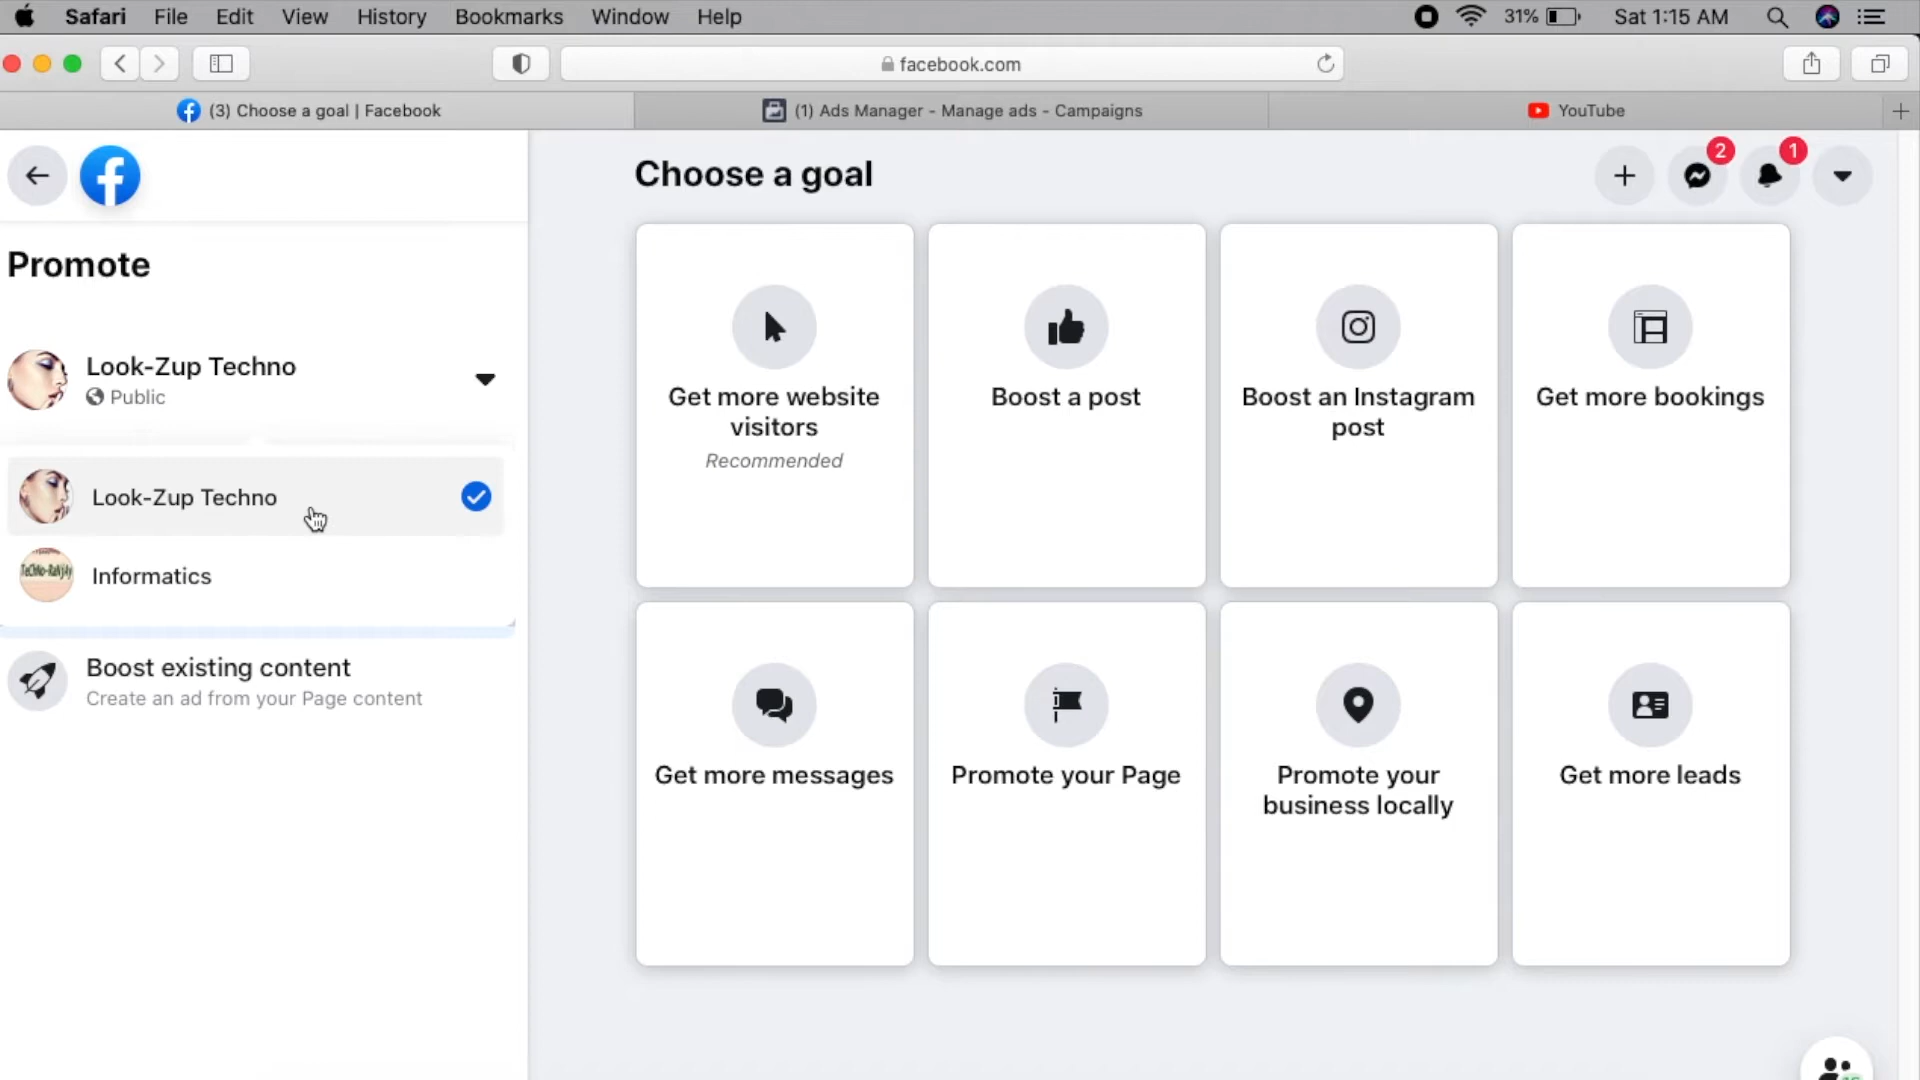 Safari File Edit View History Bookmarks Window Help 31% Sat 1:15 AM
facebook.com
(3) Choose a goal | Facebook
(1) Ads Manager - Manage ads - Campaigns
YouTube
Promote
Look-Zup Techno
Public
Look-Zup Techno
Informatics
Boost existing content
Create an ad from your Page content
Choose a goal
2
1
Get more website
visitors
Recommended
Boost a post
Boost an Instagram
post
Get more bookings
Get more messages
Promote your Page
Promote your
business locally
Get more leads